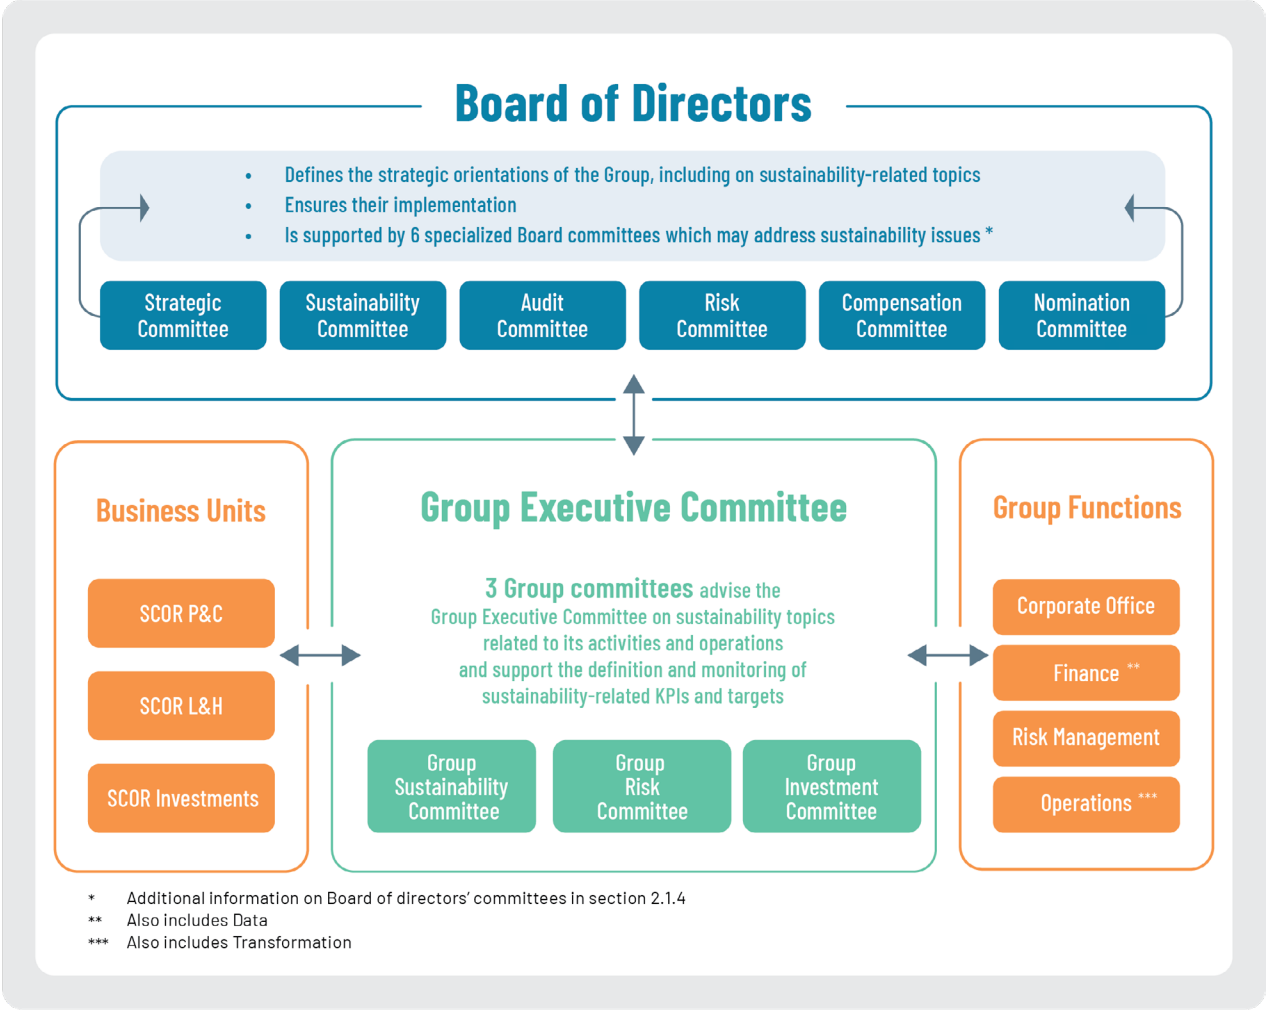 Board of Directors
• Defines the strategic orientations of the Group, including on sustainability-related topics
• Ensures their implementation
• Is supported by 6 specialized Board committees which may address sustainability issues *
Strategic
Committee
Sustainability
Committee
Audit
Committee
Risk
Committee
Compensation
Committee
Nomination
Committee
Business Units
SCOR P&C
SCOR L&H
SCOR Investments
Group Executive Committee
3 Group committees advise the
Group Executive Committee on sustainability topics
related to its activities and operations
and support the definition and monitoring of
sustainability-related KPIs and targets
Group
Sustainability
Committee
Group
Risk
Committee
Group
Investment
Committee
Group Functions
Corporate Office
Finance **
Risk Management
Operations ***
* Additional information on Board of directors’ committees in section 2.1.4
** Also includes Data
*** Also includes Transformation